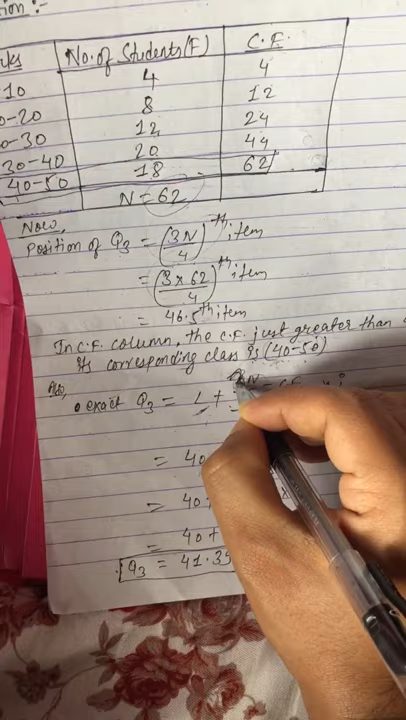 No. of Students (F) C.F.
-10 4 4
-20 8 12
-30 12 24
30-40 20 44
40-50 18 62
N = 62
Now,
Position of Q₃ = (3N/4)th item
= (3 × 62/4)th item
= 46.5th item
In C.F. column, the C.F. just greater than
Its corresponding class is (40-50)
exact Q₃ = L +
= 40
= 40+
= 40+
Q₃ = 41.39